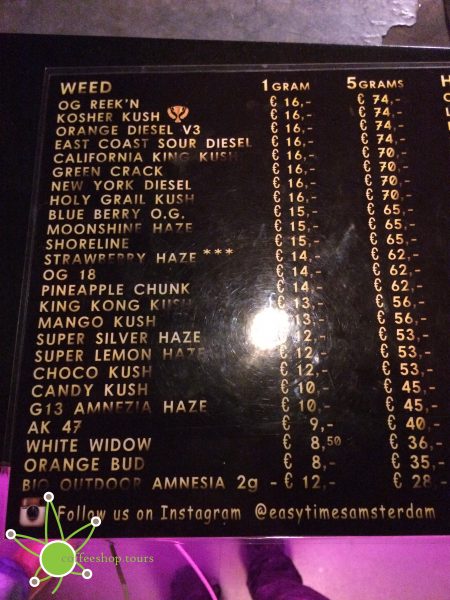 WEED 1 GRAM 5 GRAMS H
OG REEK'N € 16,- € 74,-
KOSHER KUSH € 16,- € 74,-
ORANGE DIESEL V3 € 16,- € 74,-
EAST COAST SOUR DIESEL € 16,- € 74,-
CALIFORNIA KING KUSH € 16,- € 70,-
GREEN CRACK € 16,- € 70,-
NEW YORK DIESEL € 16,- € 70,-
HOLY GRAIL KUSH € 16,- € 70,-
BLUE BERRY O.G. € 15,- € 65,-
MOONSHINE HAZE € 15,- € 65,-
SHORELINE € 15,- € 65,-
STRAWBERRY HAZE *** € 14,- € 62,-
OG 18 € 14,- € 62,-
PINEAPPLE CHUNK € 14,- € 62,-
KING KONG KUSH € 13,- € 56,-
MANGO KUSH € 13,- € 56,-
SUPER SILVER HAZE € 12,- € 53,-
SUPER LEMON HAZE € 12,- € 53,-
CHOCO KUSH € 12,- € 53,-
CANDY KUSH € 10,- € 45,-
G13 AMNEZIA HAZE € 10,- € 45,-
AK 47 € 9,- € 40,-
WHITE WIDOW € 8,50 € 36,-
ORANGE BUD € 8,- € 35,-
BIO OUTDOOR AMNESIA 2g - € 12,- € 28,-
Follow us on Instagram @easytimesamsterdam
coffeeshop.tours